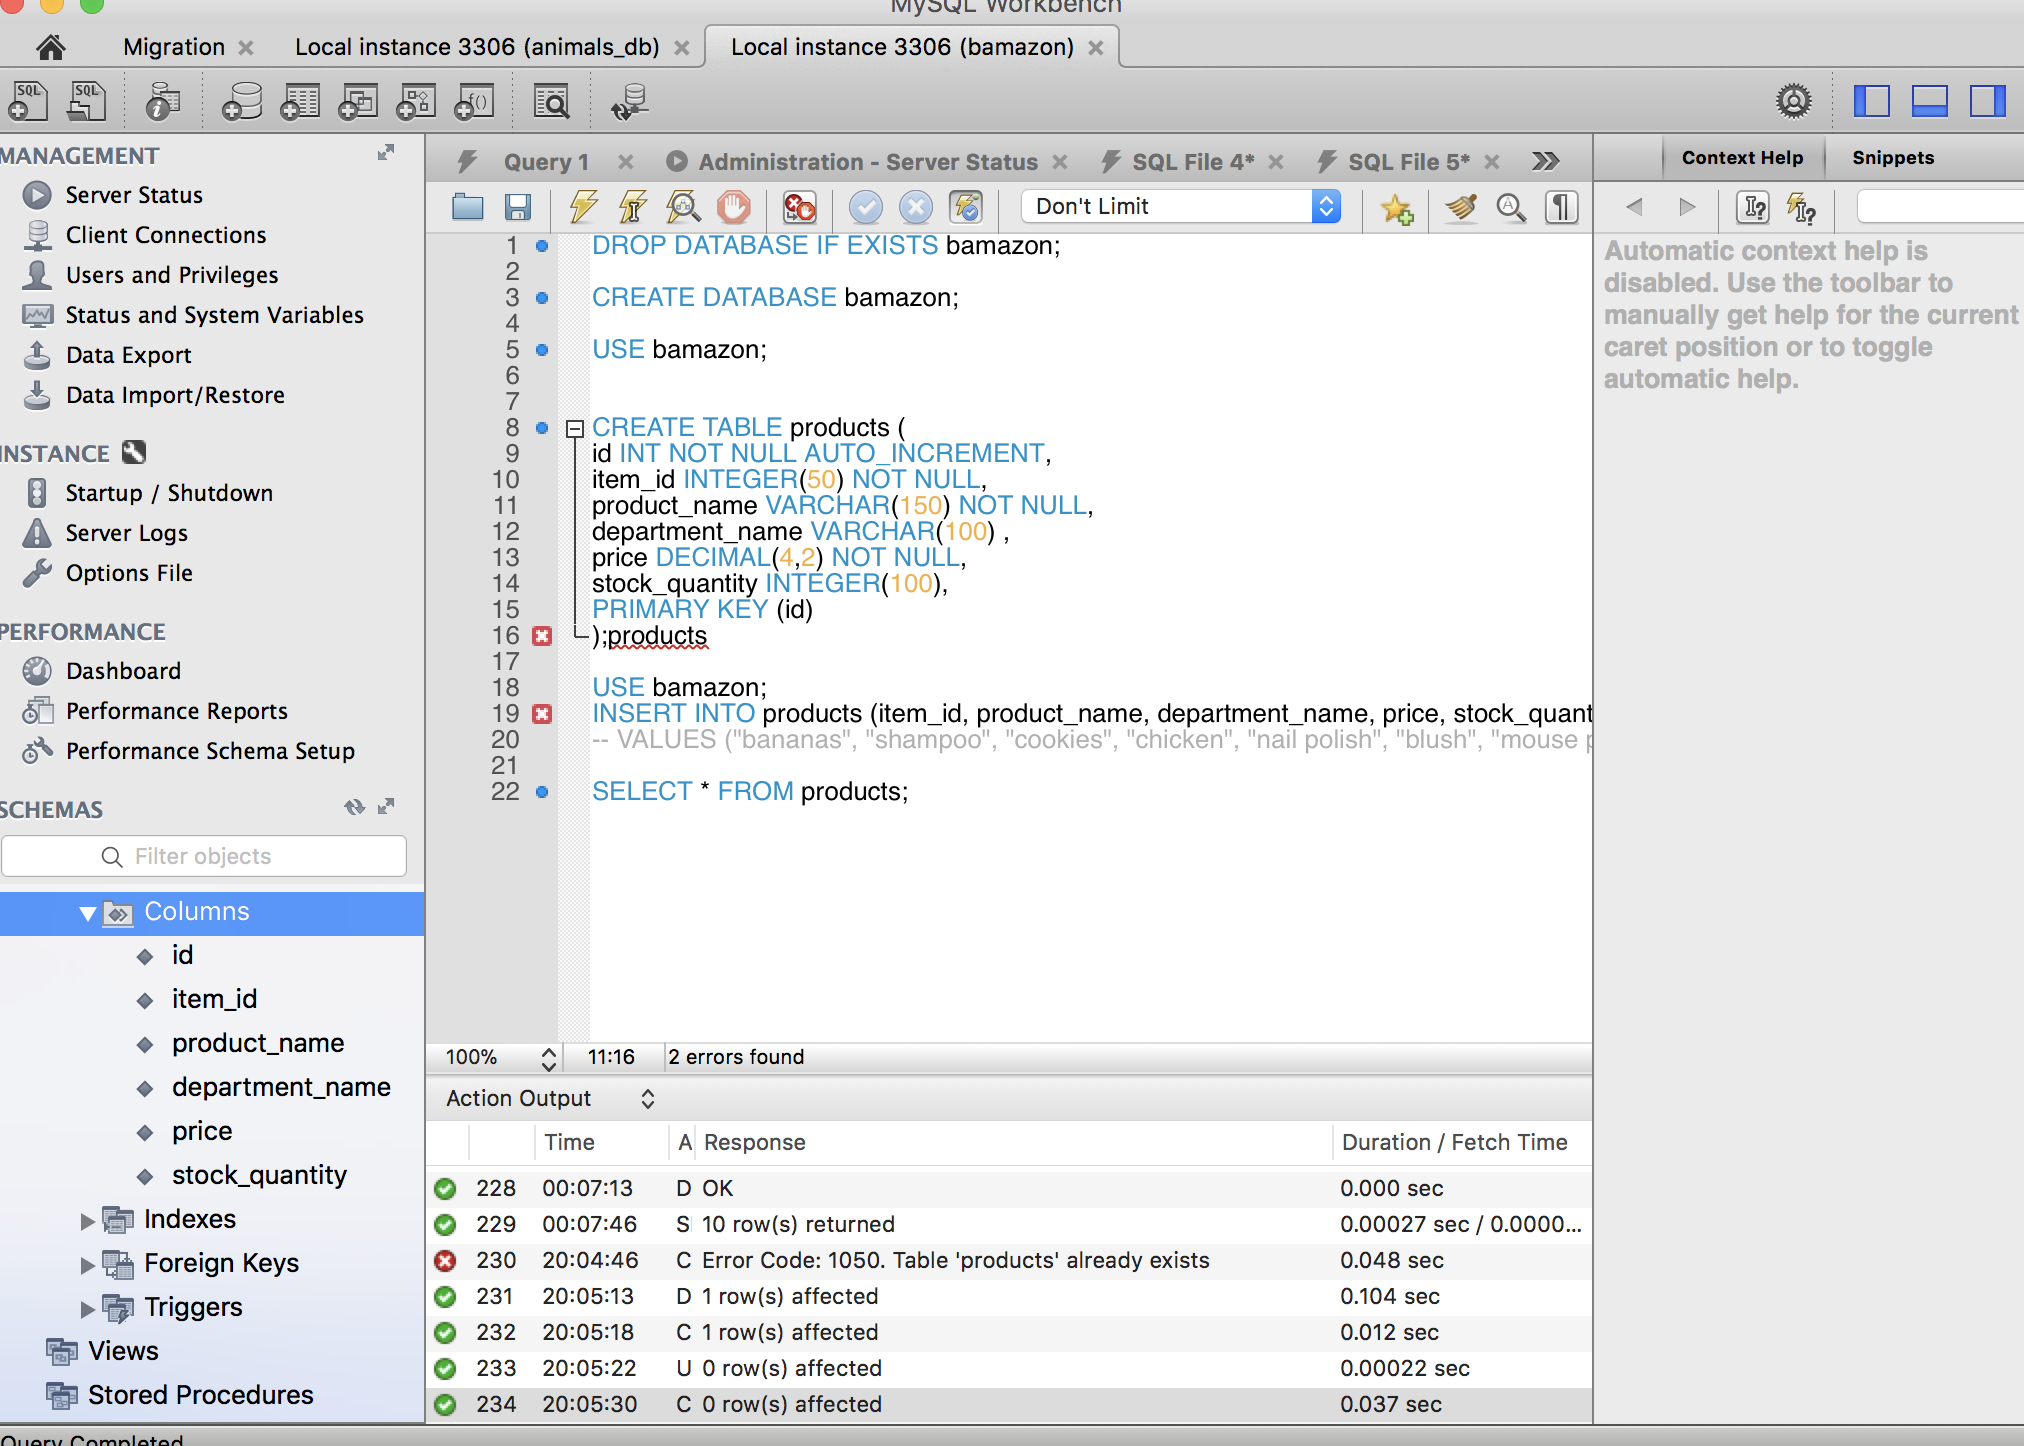 MySQL Workbench
Migration
Local instance 3306 (animals_db)
Local instance 3306 (bamazon)
SQL
SQL
MANAGEMENT
Server Status
Client Connections
Users and Privileges
Status and System Variables
Data Export
Data Import/Restore
INSTANCE
Startup / Shutdown
Server Logs
Options File
PERFORMANCE
Dashboard
Performance Reports
Performance Schema Setup
SCHEMAS
Filter objects
Columns
id
item_id
product_name
department_name
price
stock_quantity
Indexes
Foreign Keys
Triggers
Views
Stored Procedures
Query 1
Administration - Server Status
SQL File 4*
SQL File 5*
Don't Limit
1 DROP DATABASE IF EXISTS bamazon;
2
3 CREATE DATABASE bamazon;
4
5 USE bamazon;
6
7
8 CREATE TABLE products (
9 id INT NOT NULL AUTO_INCREMENT,
10 item_id INTEGER(50) NOT NULL,
11 product_name VARCHAR(150) NOT NULL,
12 department_name VARCHAR(100) ,
13 price DECIMAL(4,2) NOT NULL,
14 stock_quantity INTEGER(100),
15 PRIMARY KEY (id)
16 );products
17
18 USE bamazon;
19 INSERT INTO products (item_id, product_name, department_name, price, stock_quant
20 -- VALUES ("bananas", "shampoo", "cookies", "chicken", "nail polish", "blush", "mouse p
21
22 SELECT * FROM products;
100% 11:16 2 errors found
Action Output
Time A Response Duration / Fetch Time
228 00:07:13 D OK 0.000 sec
229 00:07:46 S 10 row(s) returned 0.00027 sec / 0.0000...
230 20:04:46 C Error Code: 1050. Table 'products' already exists 0.048 sec
231 20:05:13 D 1 row(s) affected 0.104 sec
232 20:05:18 C 1 row(s) affected 0.012 sec
233 20:05:22 U 0 row(s) affected 0.00022 sec
234 20:05:30 C 0 row(s) affected 0.037 sec
Context Help
Snippets
Automatic context help is
disabled. Use the toolbar to
manually get help for the current
caret position or to toggle
automatic help.
Query Completed